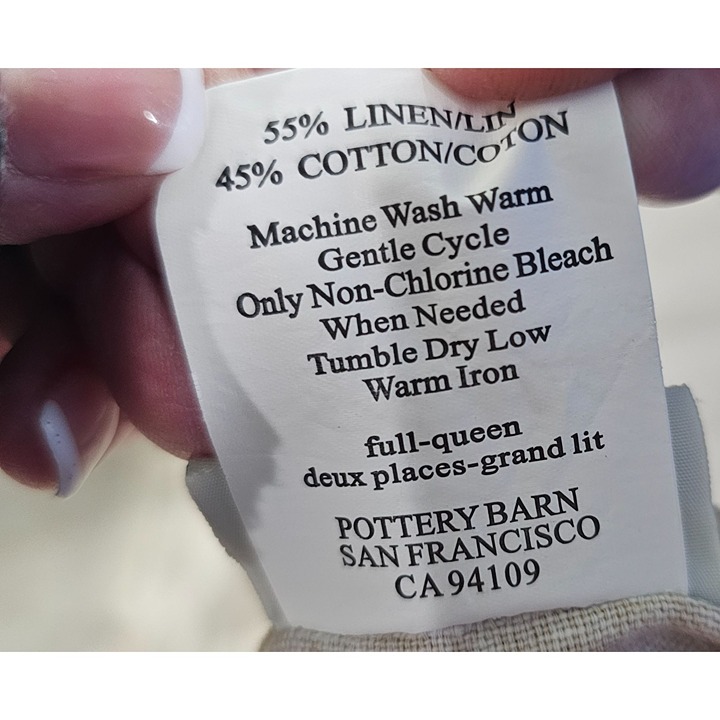 55% LINEN/LIN
45% COTTON/COTON
Machine Wash Warm
Gentle Cycle
Only Non-Chlorine Bleach
When Needed
Tumble Dry Low
Warm Iron
full-queen
deux places-grand lit
POTTERY BARN
SAN FRANCISCO
CA 94109